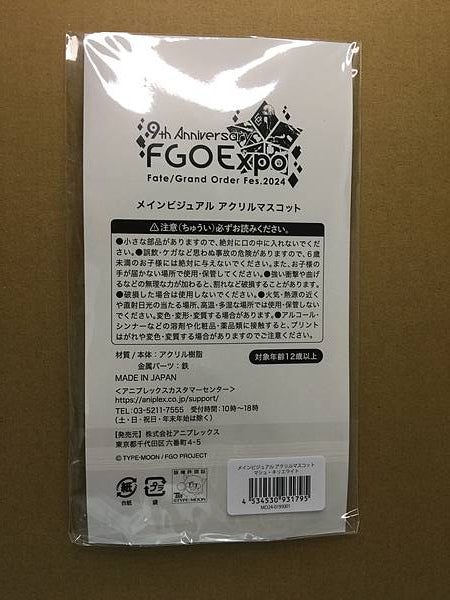 9th Anniversary
FGO Expo
Fate/Grand Order Fes.2024
メインビジュアル アクリルマスコット
注意(ちゅうい)必ずお読みください。
●小さな部品がありますので、絶対に口の中に入れないでくだ
さい。●誤飲・ケガなど思わぬ事故の危険がありますので、6歳
未満のお子様には絶対に与えないでください。また、お子様の
手が届かない場所で使用・保管してください。●強い衝撃や曲げ
るなどの無理な力が加わると、割れなど破損することがあります。
●破損した場合は使用しないでください。●火気・熱源の近く
や直射日光の当たる場所、高温・多湿な場所では使用・保管しない
でください。変色・変形・変質する場合があります。●アルコール・
シンナーなどの溶剤や化粧品・薬品類に接触すると、プリント
はがれや変色・変質する場合がありますのでご注意ください。
材質/本体:アクリル樹脂
金属パーツ:鉄
対象年齢12歳以上
MADE IN JAPAN
<アニプレックスカスタマーセンター>
https://aniplex.co.jp/support/
TEL:03-5211-7555 受付時間:10時〜18時
(土・日・祝日・年末年始を除く)
【発売元】株式会社アニプレックス
東京都千代田区六番町4-5
©TYPE-MOON / FGO PROJECT
紙
台紙
プラ
袋
版権許諾証
©TYPE-MOON
メインビジュアル アクリルマスコット
マシュ・キリエライト
4 534530 931795